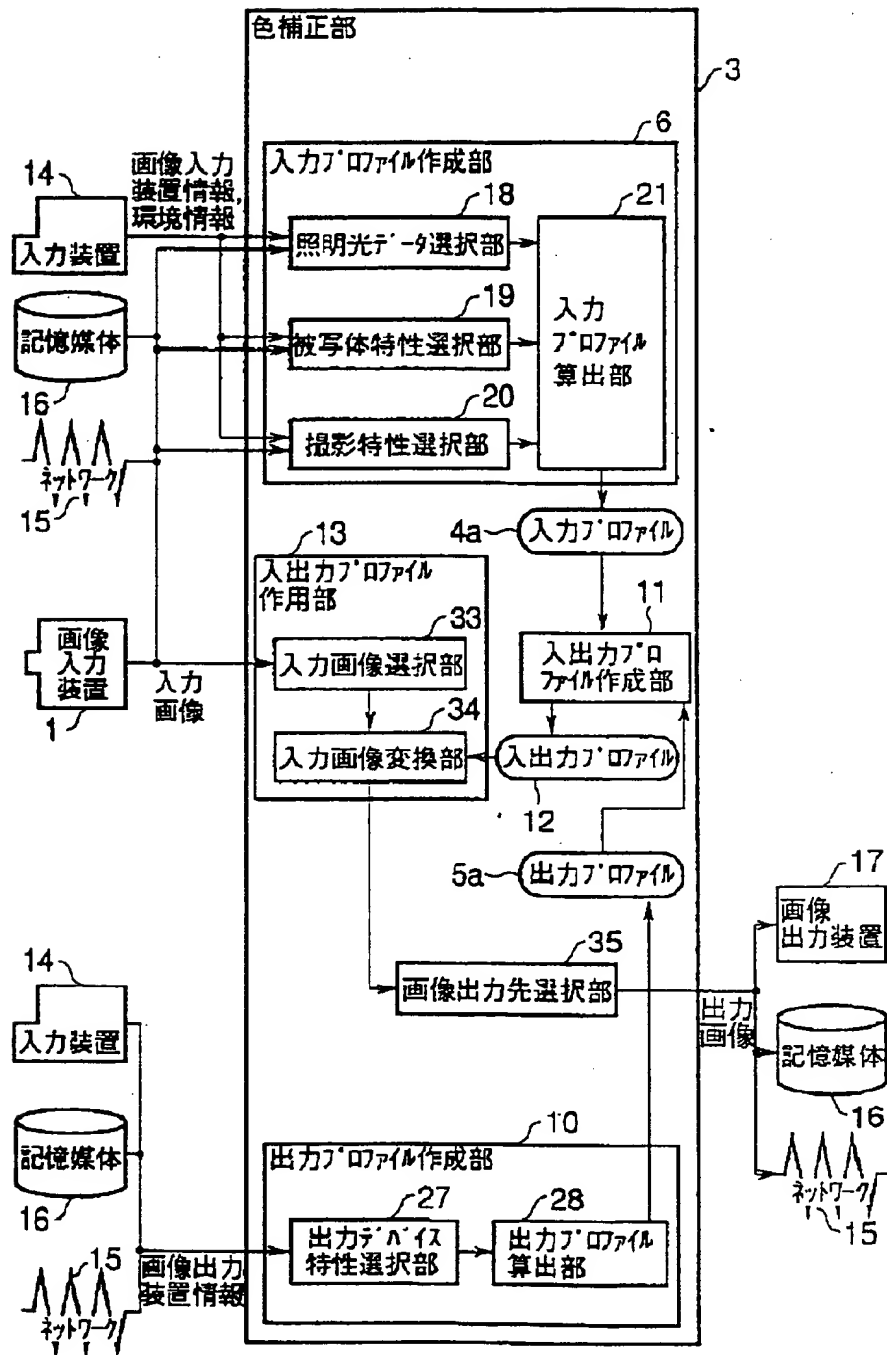 色補正部
3
6
画像入力
装置情報,
環境情報
入力プロファイル作成部
14
入力装置
18
照明光データ選択部
21
入力
プロファイル
算出部
記憶媒体
16
19
被写体特性選択部
20
撮影特性選択部
ネットワーク
15
4a
入力プロファイル
13
入出力プロファイル
作用部
11
入出力プロ
ファイル作成部
33
入力画像選択部
画像
入力
装置
1
入力
画像
34
入力画像変換部
入出力プロファイル
12
5a
出力プロファイル
17
画像
出力装置
35
画像出力先選択部
出力
画像
14
入力装置
記憶媒体
16
記憶媒体
16
10
出力プロファイル作成部
ネットワーク
15
27
出力デバイス
特性選択部
28
出力プロファイル
算出部
15
画像出力
装置情報
ネットワーク